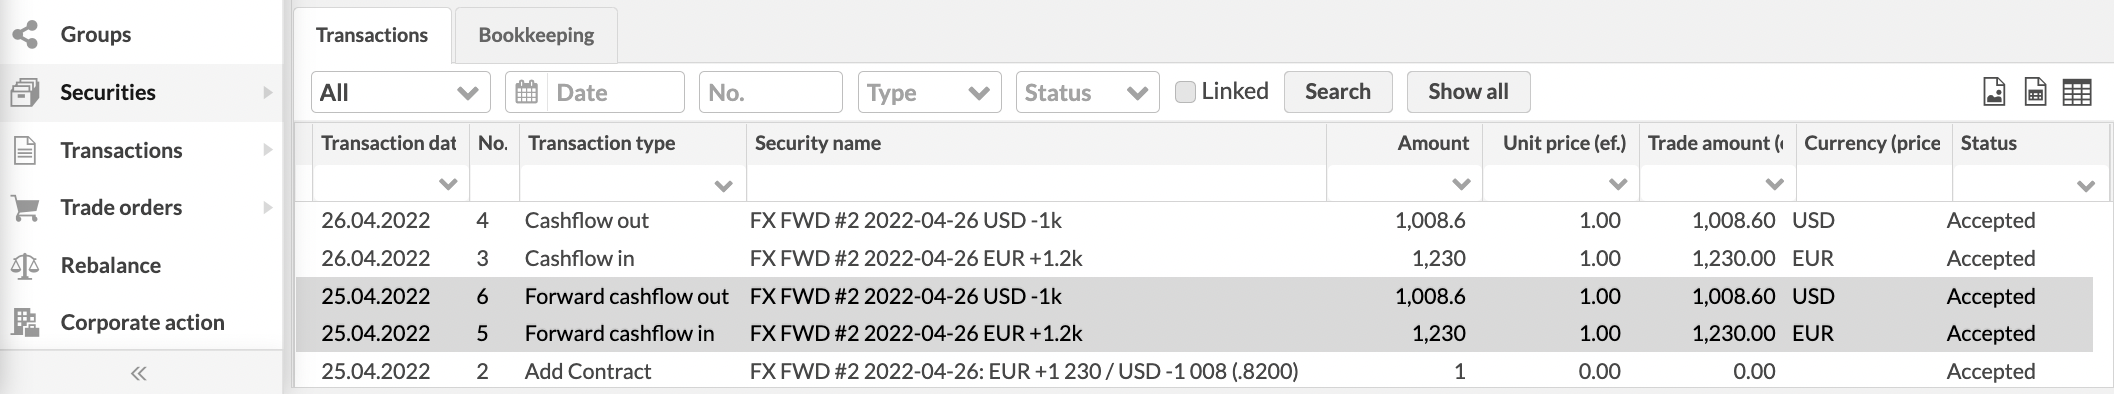 Groups
Securities
Transactions
Trade orders
Rebalance
Corporate action
Transactions Bookkeeping
All Date No. Type Status Linked Search Show all
Transaction dat No. Transaction type Security name Amount Unit price (ef.) Trade amount (‹ Currency (price Status
26.04.2022 4 Cashflow out FX FWD #2 2022-04-26 USD -1k 1,008.6 1.00 1,008.60 USD Accepted
26.04.2022 3 Cashflow in FX FWD #2 2022-04-26 EUR +1.2k 1,230 1.00 1,230.00 EUR Accepted
25.04.2022 6 Forward cashflow out FX FWD #2 2022-04-26 USD -1k 1,008.6 1.00 1,008.60 USD Accepted
25.04.2022 5 Forward cashflow in FX FWD #2 2022-04-26 EUR +1.2k 1,230 1.00 1,230.00 EUR Accepted
25.04.2022 2 Add Contract FX FWD #2 2022-04-26: EUR +1 230 / USD -1 008 (.8200) 1 0.00 0.00 Accepted